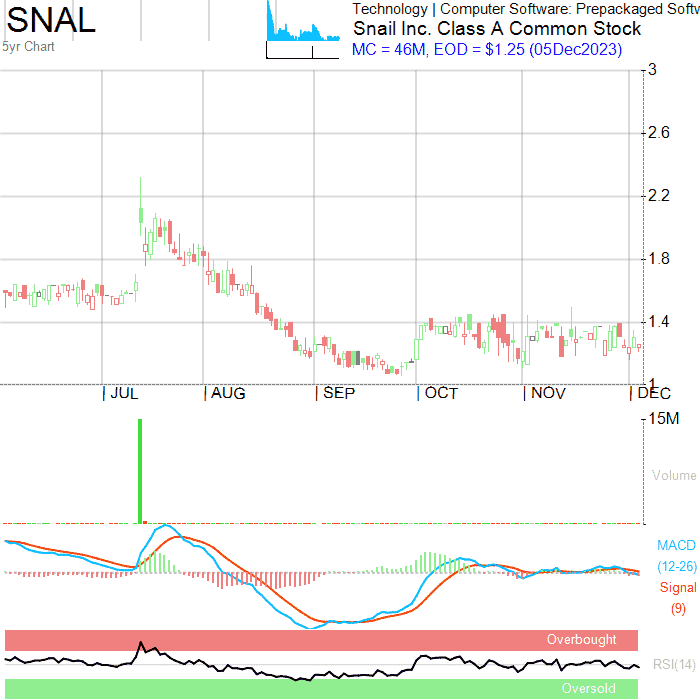 SNAL
5yr Chart
Technology | Computer Software: Prepackaged Softw
Snail Inc. Class A Common Stock
MC = 46M, EOD = $1.25 (05Dec2023)
3
2.6
2.2
1.8
1.4
1
JUL AUG SEP OCT NOV DEC
15M
Volume
MACD
(12-26)
Signal
(9)
Overbought
RSI(14)
Oversold